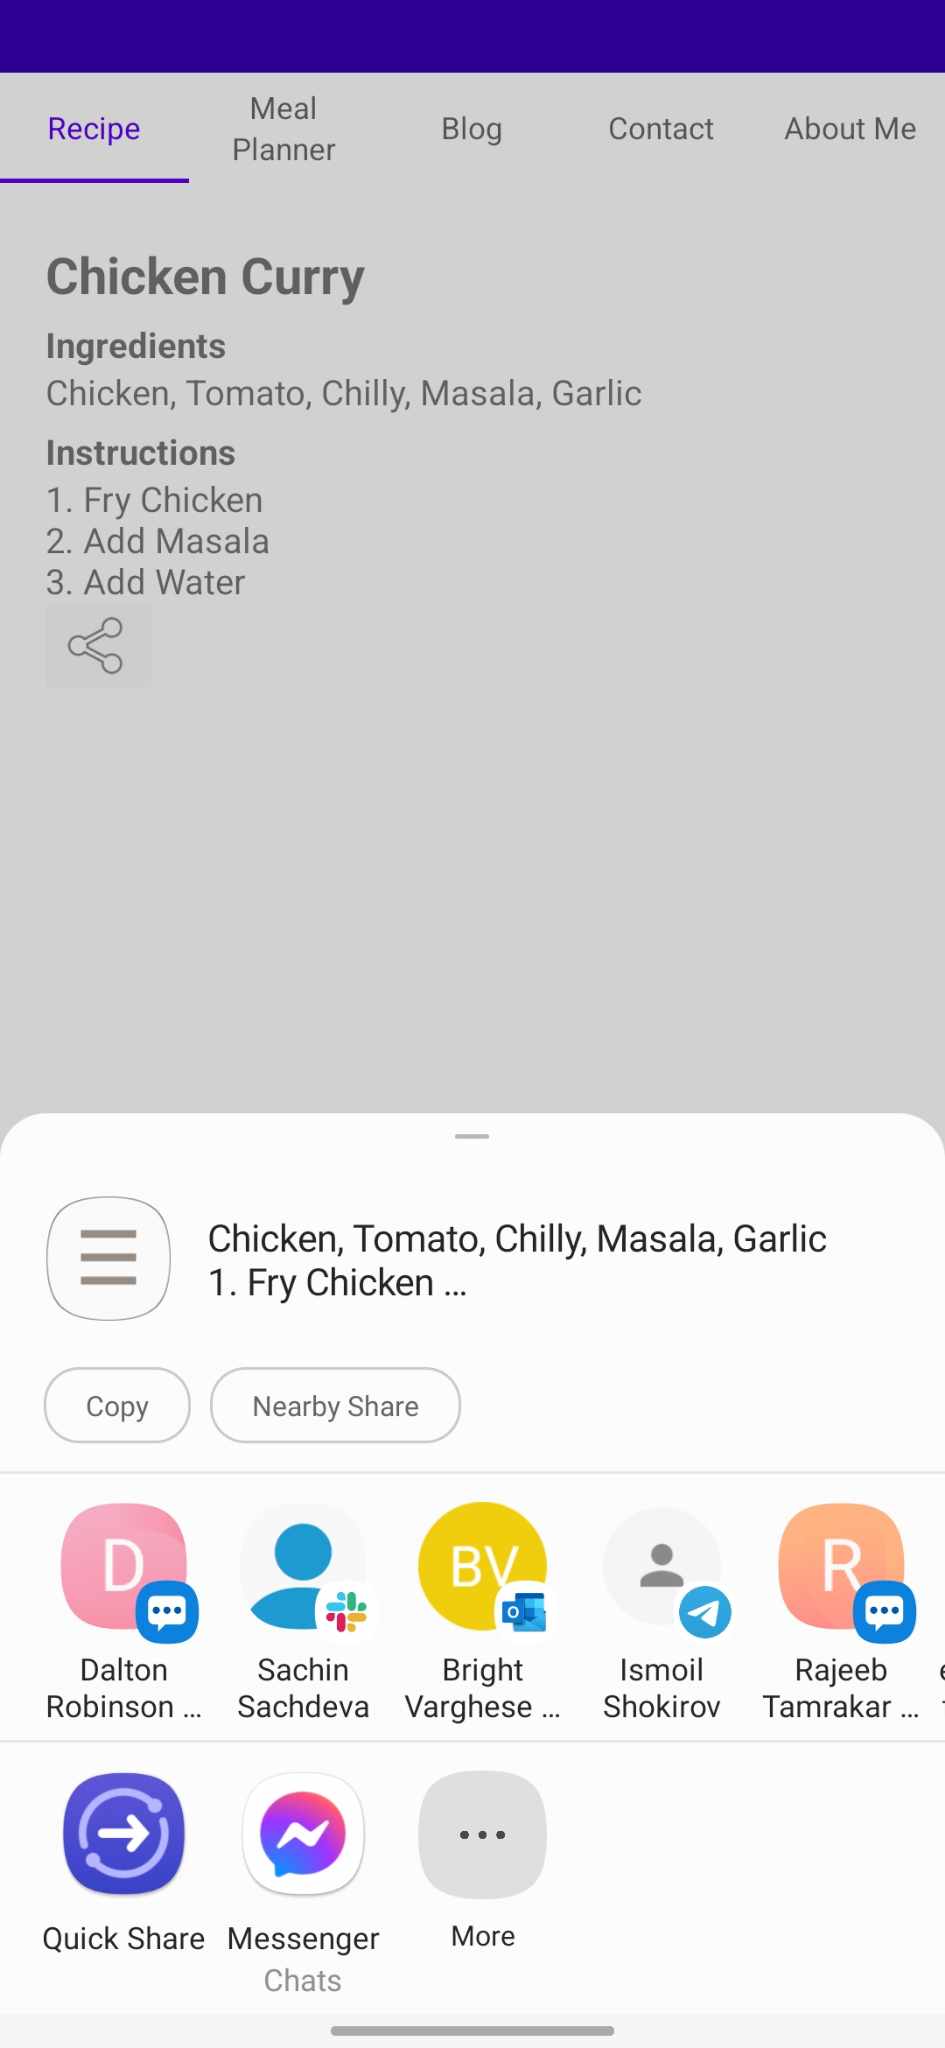 Recipe
Meal
Planner
Blog
Contact
About Me
Chicken Curry
Ingredients
Chicken, Tomato, Chilly, Masala, Garlic
Instructions
1. Fry Chicken
2. Add Masala
3. Add Water
Chicken, Tomato, Chilly, Masala, Garlic
1. Fry Chicken ...
Copy
Nearby Share
D
BV
R
Dalton
Robinson ...
Sachin
Sachdeva
Bright
Varghese ...
Ismoil
Shokirov
Rajeeb
Tamrakar ...
Quick Share
Messenger
Chats
More